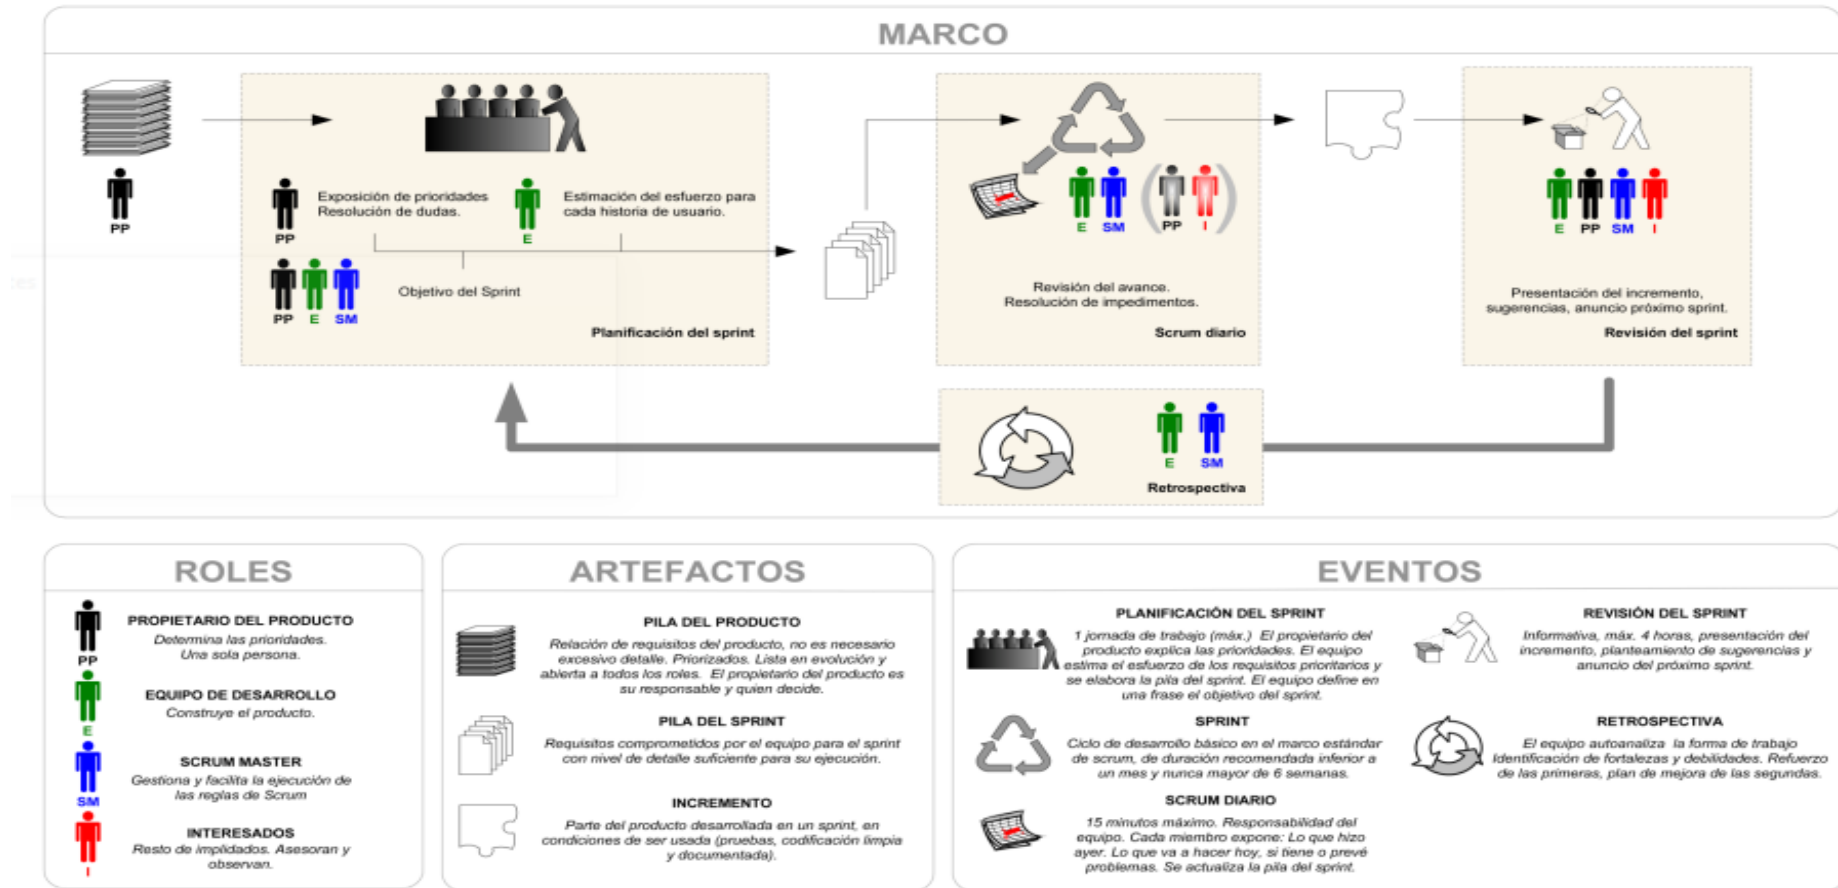 MARCO
PP
PP
Exposición de prioridades
Resolución de dudas.
E
Estimación del esfuerzo para
cada historia de usuario.
PP
E
SM
Objetivo del Sprint
Planificación del sprint
E
SM
(PP
I)
Revisión del avance.
Resolución de impedimentos.
Scrum diario
E
PP
SM
I
Presentación del incremento,
sugerencias, anuncio próximo sprint.
Revisión del sprint
E
SM
Retrospectiva
ROLES
PP
PROPIETARIO DEL PRODUCTO
Determina las prioridades.
Una sola persona.
E
EQUIPO DE DESARROLLO
Construye el producto.
SM
SCRUM MASTER
Gestiona y facilita la ejecución de
las reglas de Scrum
I
INTERESADOS
Resto de implidados. Asesoran y
observan.
ARTEFACTOS
PILA DEL PRODUCTO
Relación de requisitos del producto, no es necesario
excesivo detalle. Priorizados. Lista en evolución y
abierta a todos los roles. El propietario del producto es
su responsable y quien decide.
PILA DEL SPRINT
Requisitos comprometidos por el equipo para el sprint
con nivel de detalle suficiente para su ejecución.
INCREMENTO
Parte del producto desarrollada en un sprint, en
condiciones de ser usada (pruebas, codificación limpia
y documentada).
EVENTOS
PLANIFICACIÓN DEL SPRINT
1 jornada de trabajo (máx.) El propietario del
producto explica las prioridades. El equipo
estima el esfuerzo de los requisitos prioritarios y
se elabora la pila del sprint. El equipo define en
una frase el objetivo del sprint.
SPRINT
Ciclo de desarrollo básico en el marco estándar
de scrum, de duración recomendada inferior a
un mes y nunca mayor de 6 semanas.
SCRUM DIARIO
15 minutos máximo. Responsabilidad del
equipo. Cada miembro expone: Lo que hizo
ayer. Lo que va a hacer hoy, si tiene o prevé
problemas. Se actualiza la pila del sprint.
REVISIÓN DEL SPRINT
Informativa, máx. 4 horas, presentación del
incremento, planteamiento de sugerencias y
anuncio del próximo sprint.
RETROSPECTIVA
El equipo autoanaliza la forma de trabajo
Identificación de fortalezas y debilidades. Refuerzo
de las primeras, plan de mejora de las segundas.